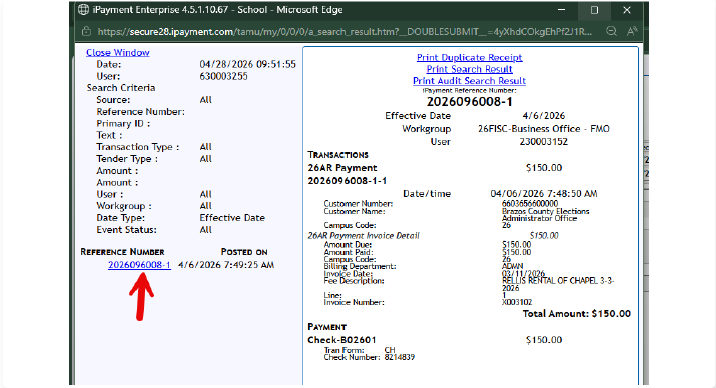 iPayment Enterprise 4.5.1.10.67 - School - Microsoft Edge
https://secure28.ipayment.com/tamu/my/0/0/0/a_search_result.htm?__DOUBLESUBMIT__=4yXhdCOkgEhPf2J1R...
Close Window
Date: 04/28/2026 09:51:55
User: 630003255
Search Criteria
Source: All
Reference Number:
Primary ID :
Text :
Transaction Type : All
Tender Type : All
Amount :
Amount :
User : All
Workgroup : All
Date Type: Effective Date
Event Status: All
REFERENCE NUMBER POSTED ON
2026096008-1 4/6/2026 7:49:25 AM
Print Duplicate Receipt
Print Search Result
Print Audit Search Result
iPayment Reference Number:
2026096008-1
Effective Date 4/6/2026
Workgroup 26FISC-Business Office - FMO
User 230003152
TRANSACTIONS
26AR Payment $150.00
2026096008-1-1
Date/time 04/06/2026 7:48:50 AM
Customer Number: 6603656600000
Customer Name: Brazos County Elections
Administrator Office
Campus Code: 26
26AR Payment Invoice Detail $150.00
Amount Due: $150.00
Amount Paid: $150.00
Campus Code: 26
Billing Department: ADMN
Invoice Date: 03/11/2026
Fee Description: RELLIS RENTAL OF CHAPEL 3-3-
2026
Line: 1
Invoice Number: X003102
Total Amount: $150.00
PAYMENT
Check-B02601 $150.00
Tran IForm: CH
Check Number: 8214839